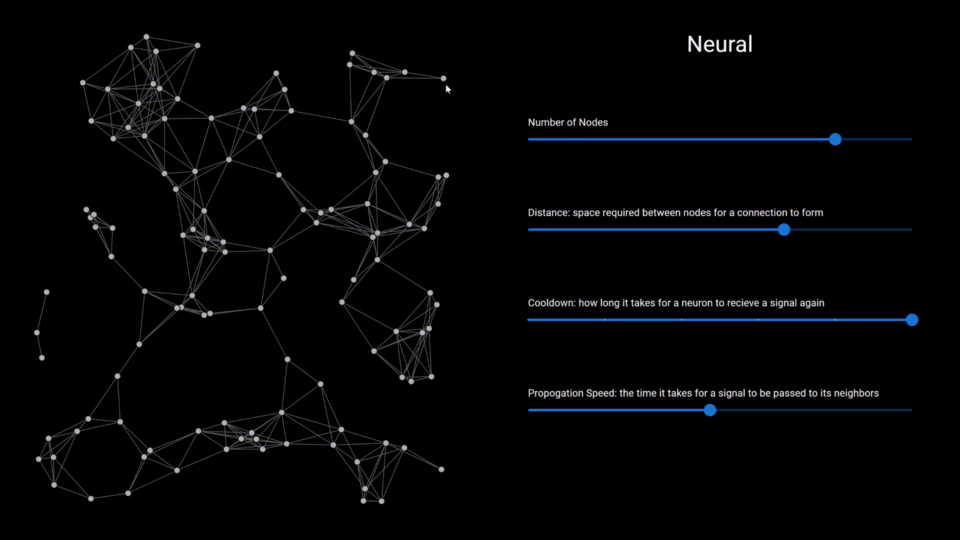 Neural
Number of Nodes
Distance: space required between nodes for a connection to form
Cooldown: how long it takes for a neuron to recieve a signal again
Propogation Speed: the time it takes for a signal to be passed to its neighbors